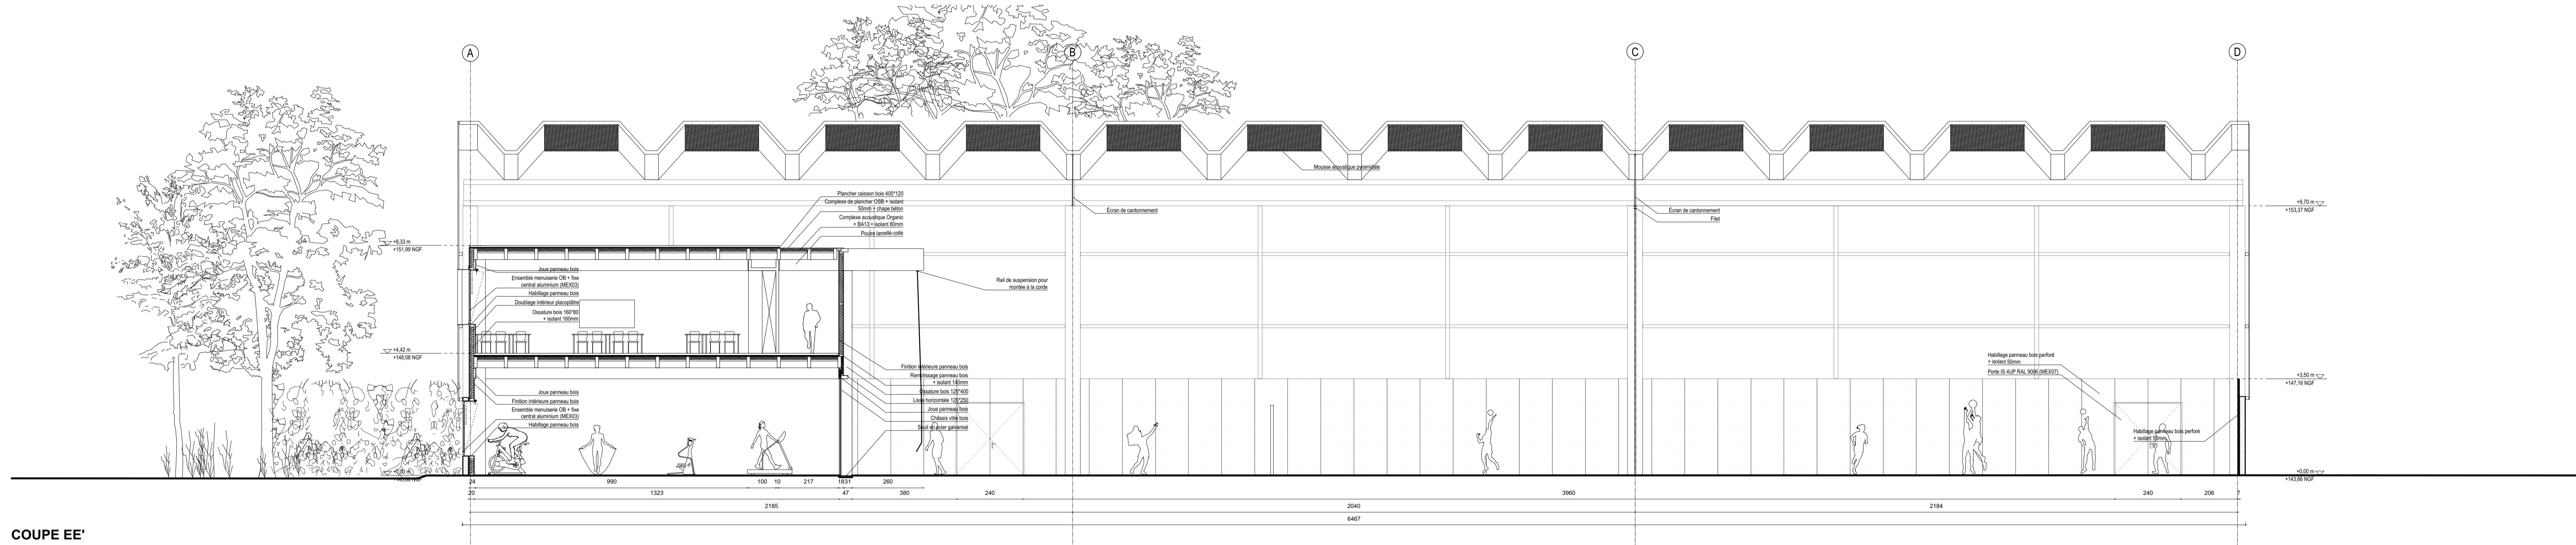 A
B
C
D
Mousse acoustique pyramidale
Plancher caisson bois 400*120
Complexe de plancher OSB + isolant
50mm + chape béton
Complexe acoustique Organic
+ BA13 + isolant 80mm
Poutre lamellé-collé
Écran de cantonnement
Écran de cantonnement
Filet
+9,70 m
+153,37 NGF
+8,33 m
+151,99 NGF
Joue panneau bois
Ensemble menuiserie OB + fixe
central aluminium (MEX03)
Habillage panneau bois
Doublage intérieur placoplâtre
Ossature bois 160*80
+ isolant 160mm
Rail de suspension pour
montée à la corde
+4,42 m
+148,08 NGF
Finition intérieure panneau bois
Remplissage panneau bois
+ isolant 140mm
Ossature bois 120*400
Lisse horizontale 120*250
Joue panneau bois
Châssis vitré bois
Seuil en acier galvanisé
Joue panneau bois
Finition intérieure panneau bois
Ensemble menuiserie OB + fixe
central aluminium (MEX03)
Habillage panneau bois
Habillage panneau bois perforé
+ isolant 50mm
Porte IS 4UP RAL 9006 (MEX07)
+3,50 m
+147,16 NGF
Habillage panneau bois perforé
+ isolant 50mm
+0,00 m
+0,00 m
+143,66 NGF
24 990 100 10 217 18 31 260
20 1323 47 380 240 3960 240 206 7
2185 2040 2184
6467
COUPE EE'